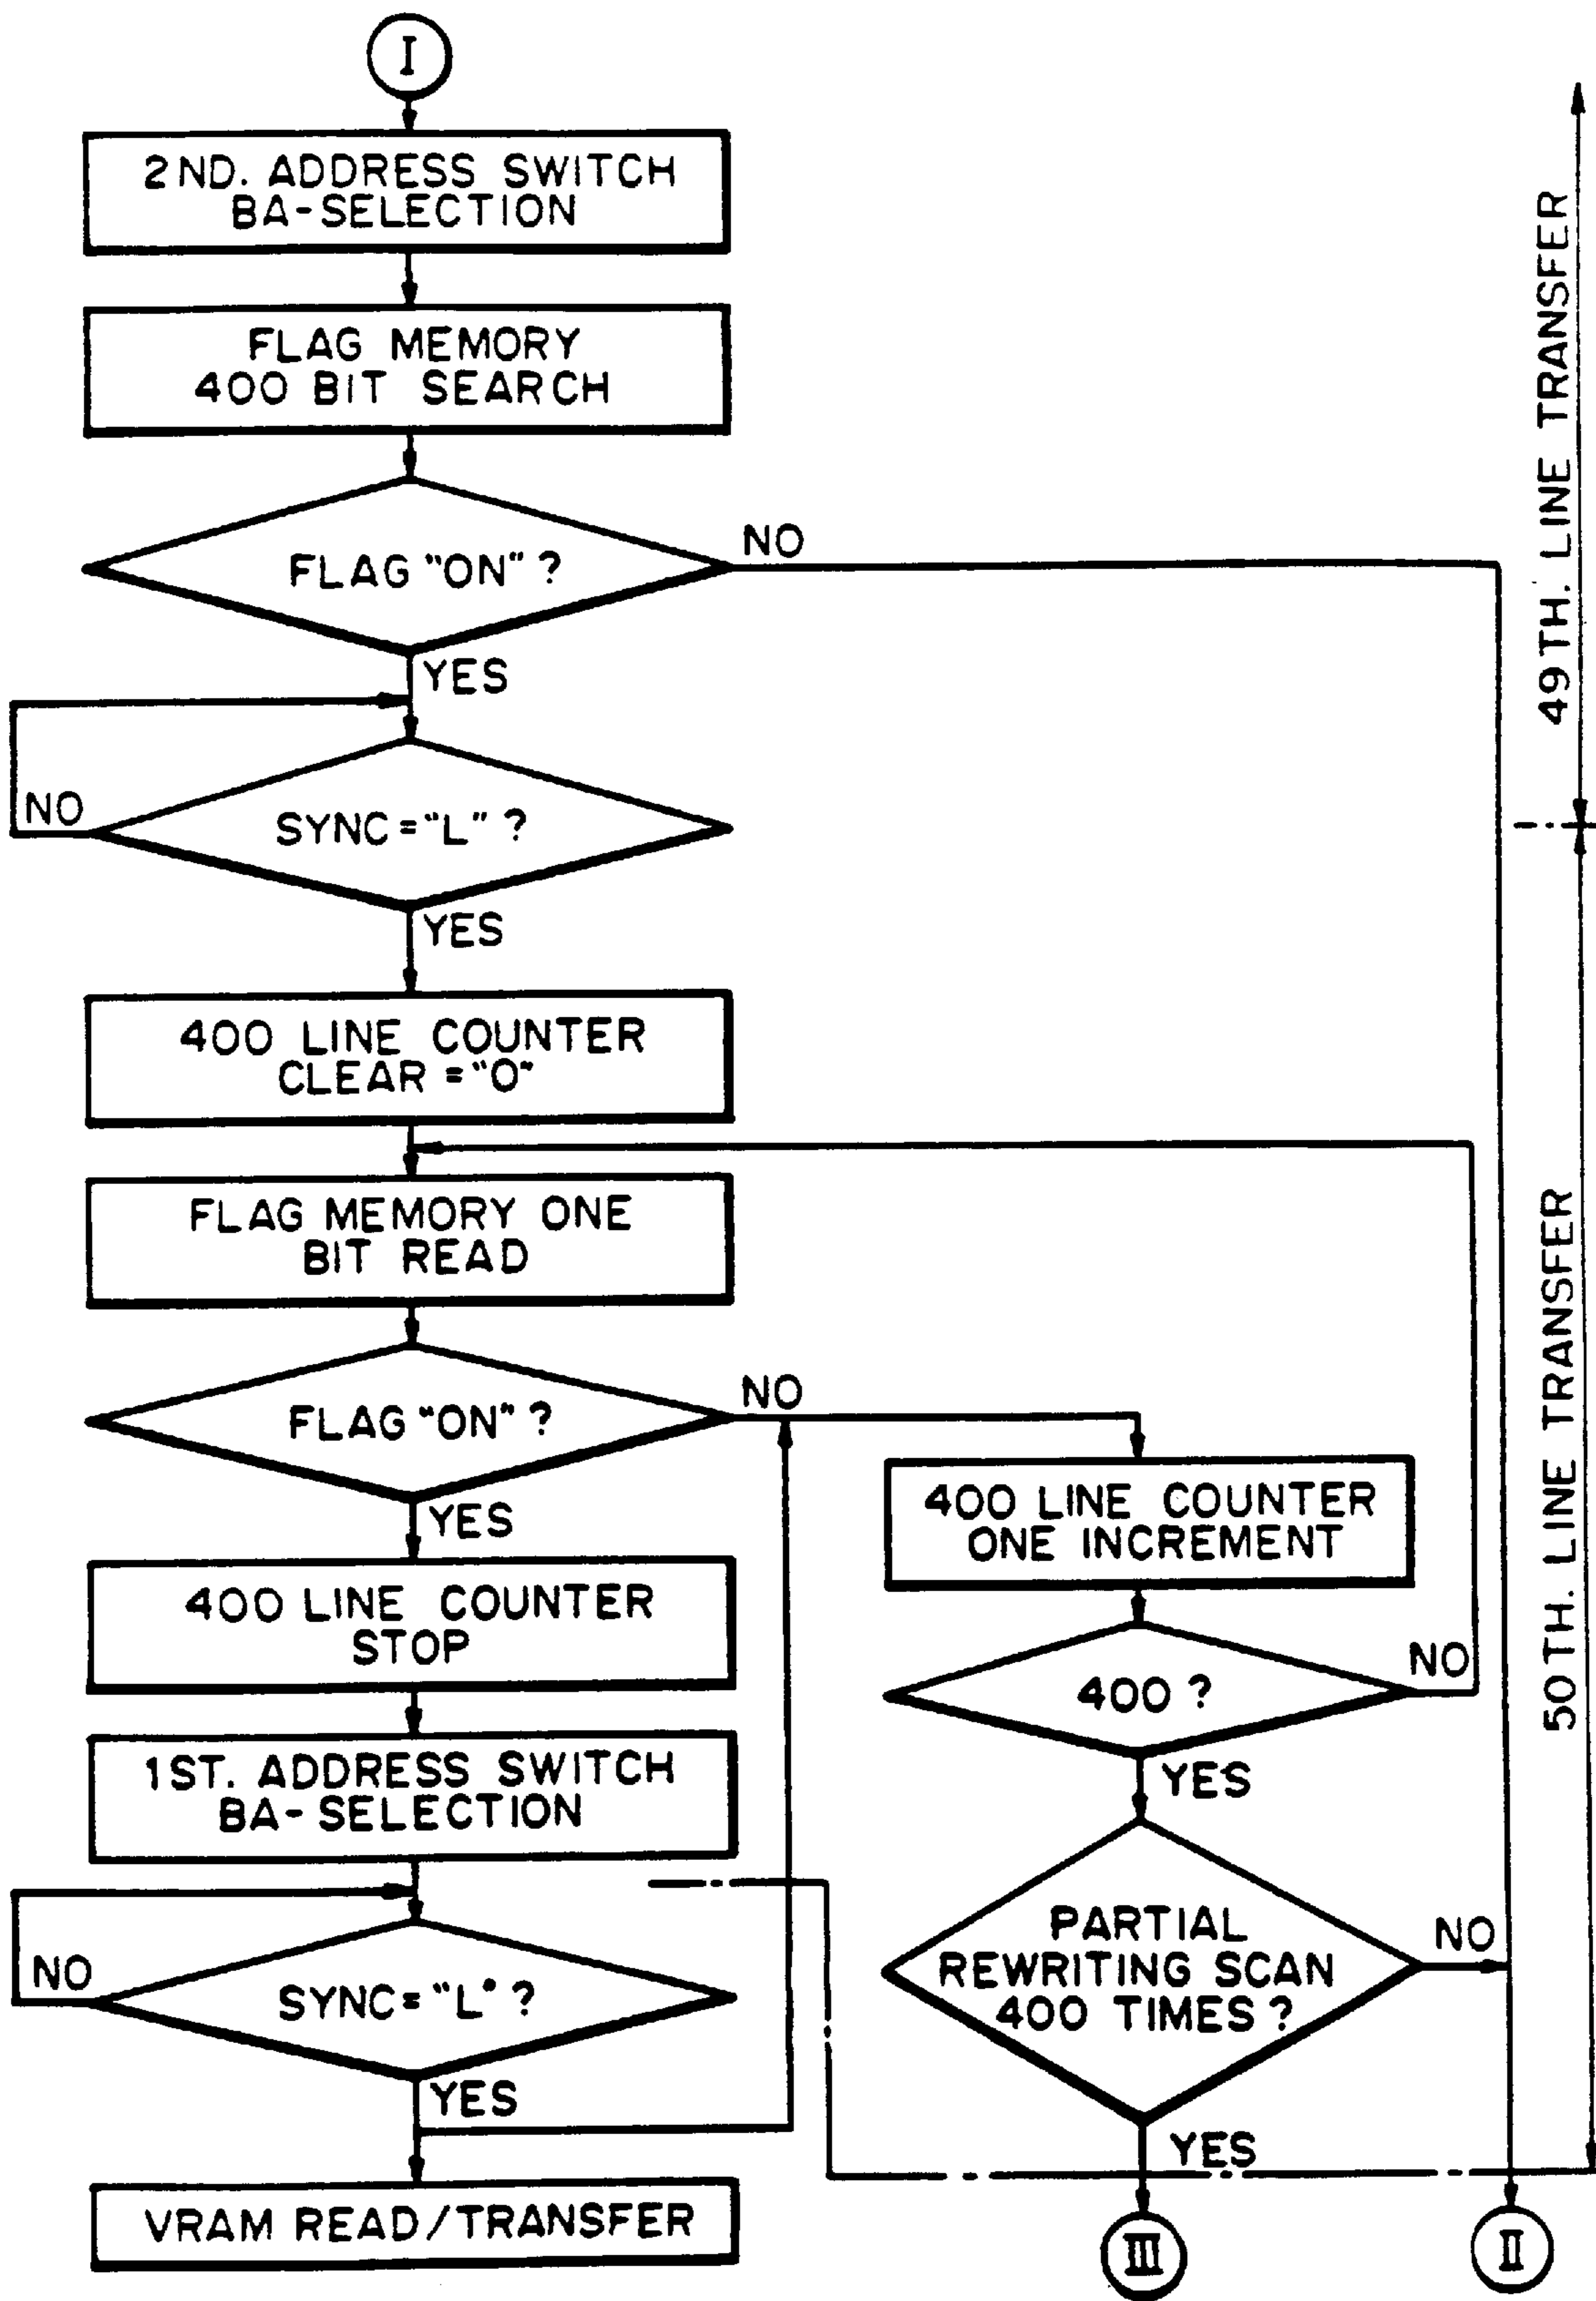 I
2ND. ADDRESS SWITCH
BA-SELECTION
FLAG MEMORY
400 BIT SEARCH
FLAG "ON" ?
NO
YES
SYNC = "L" ?
NO
YES
400 LINE COUNTER
CLEAR = "0"
FLAG MEMORY ONE
BIT READ
FLAG "ON" ?
NO
YES
400 LINE COUNTER
STOP
1ST. ADDRESS SWITCH
BA-SELECTION
SYNC = "L" ?
NO
YES
VRAM READ/TRANSFER
400 LINE COUNTER
ONE INCREMENT
400 ?
NO
YES
PARTIAL
REWRITING SCAN
400 TIMES ?
NO
YES
III
II
49TH. LINE TRANSFER
50TH. LINE TRANSFER